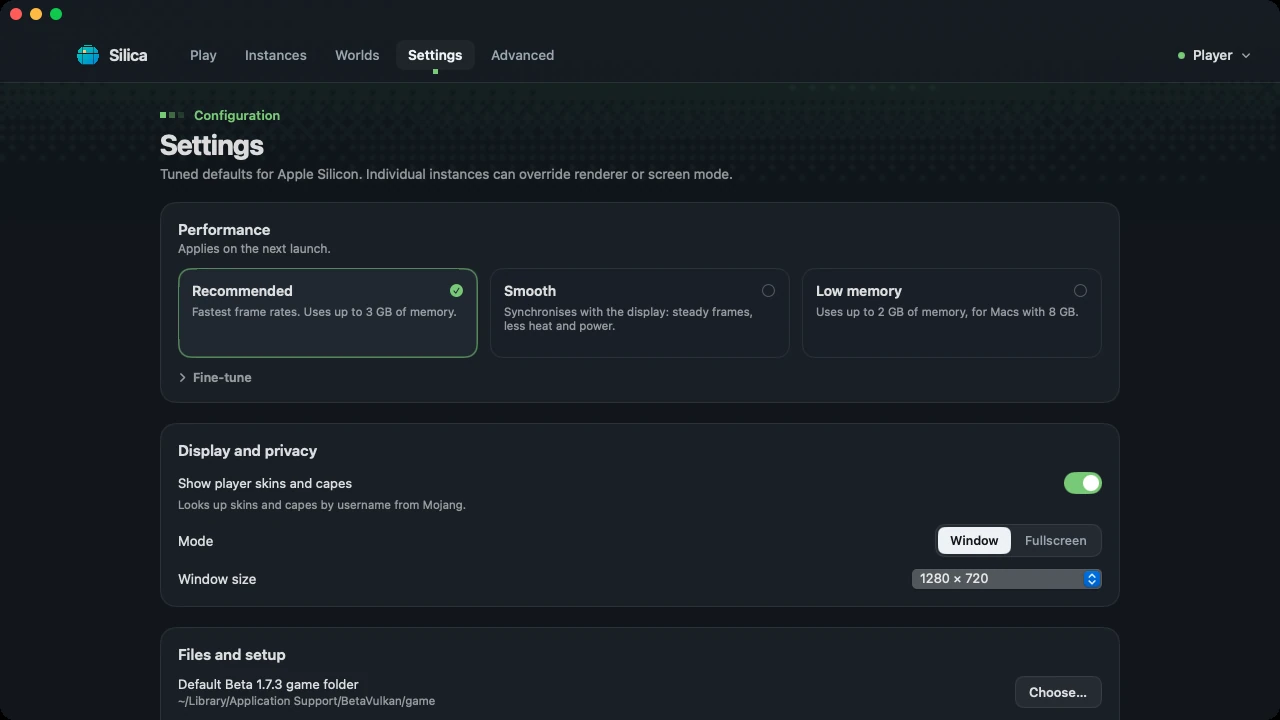 Silica
Play
Instances
Worlds
Settings
Advanced
Player
Configuration
Settings
Tuned defaults for Apple Silicon. Individual instances can override renderer or screen mode.
Performance
Applies on the next launch.
Recommended
Fastest frame rates. Uses up to 3 GB of memory.
Smooth
Synchronises with the display: steady frames,
less heat and power.
Low memory
Uses up to 2 GB of memory, for Macs with 8 GB.
Fine-tune
Display and privacy
Show player skins and capes
Looks up skins and capes by username from Mojang.
Mode
Window
Fullscreen
Window size
1280 × 720
Files and setup
Default Beta 1.7.3 game folder
~/Library/Application Support/BetaVulkan/game
Choose...